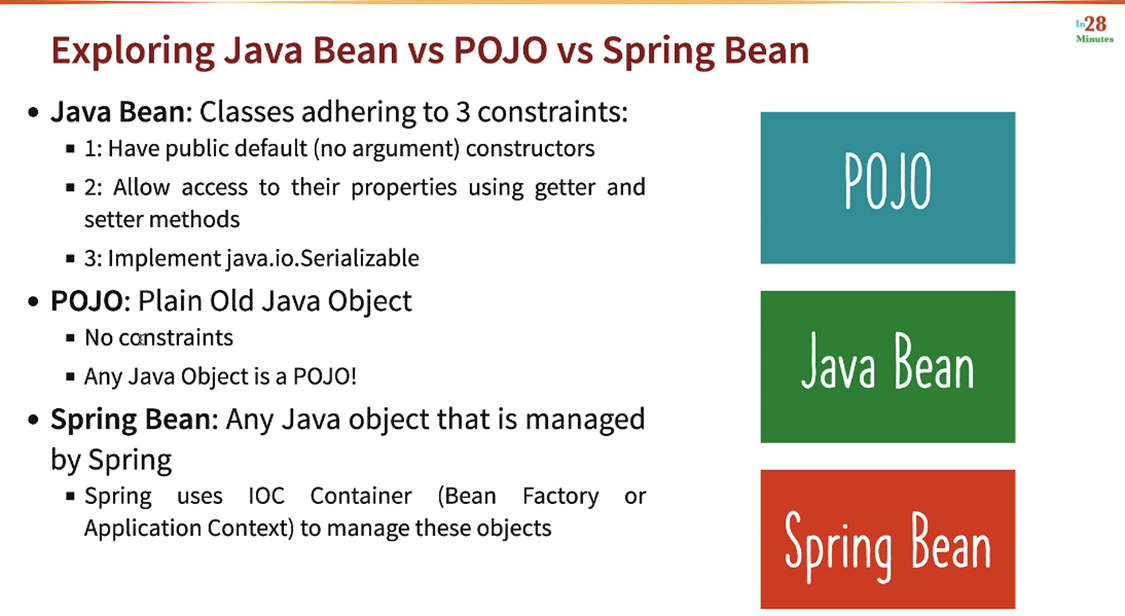 In28
Minutes
Exploring Java Bean vs POJO vs Spring Bean
• Java Bean: Classes adhering to 3 constraints:
▪ 1: Have public default (no argument) constructors
▪ 2: Allow access to their properties using getter and
setter methods
▪ 3: Implement java.io.Serializable
• POJO: Plain Old Java Object
▪ No constraints
▪ Any Java Object is a POJO!
• Spring Bean: Any Java object that is managed
by Spring
▪ Spring uses IOC Container (Bean Factory or
Application Context) to manage these objects
POJO
Java Bean
Spring Bean